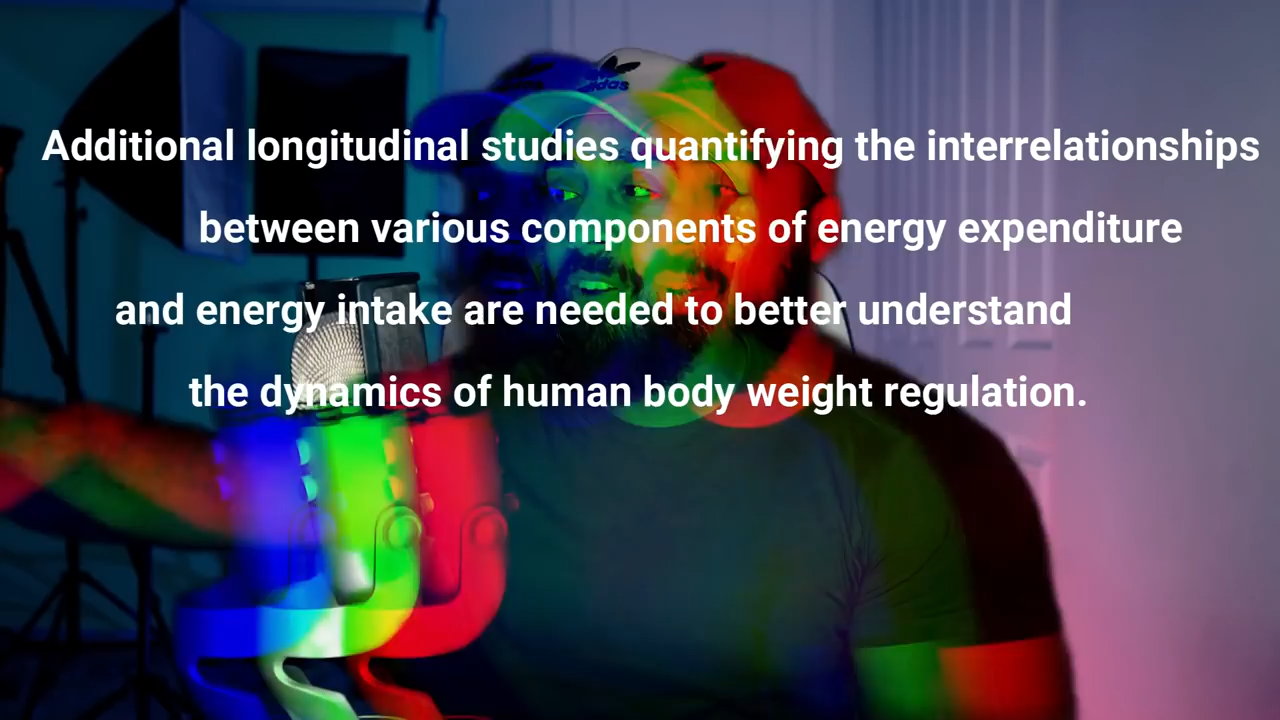 adidas
Additional longitudinal studies quantifying the interrelationships
between various components of energy expenditure
and energy intake are needed to better understand
the dynamics of human body weight regulation.